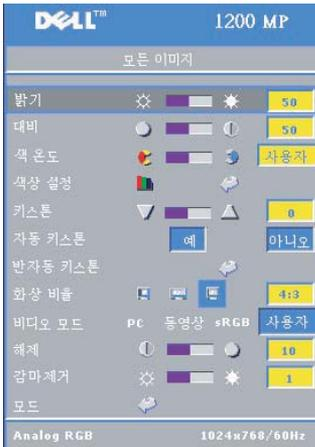 DELL™ 1200 MP
모든 이미지
밝기 50
대비 50
색 온도 사용자
색상 설정
키스톤 0
자동 키스톤 예 아니오
반자동 키스톤
화상 비율 4:3
비디오 모드 PC 동영상 sRGB 사용자
해제 10
감마제거 1
모드
Analog RGB 1024x768/60Hz